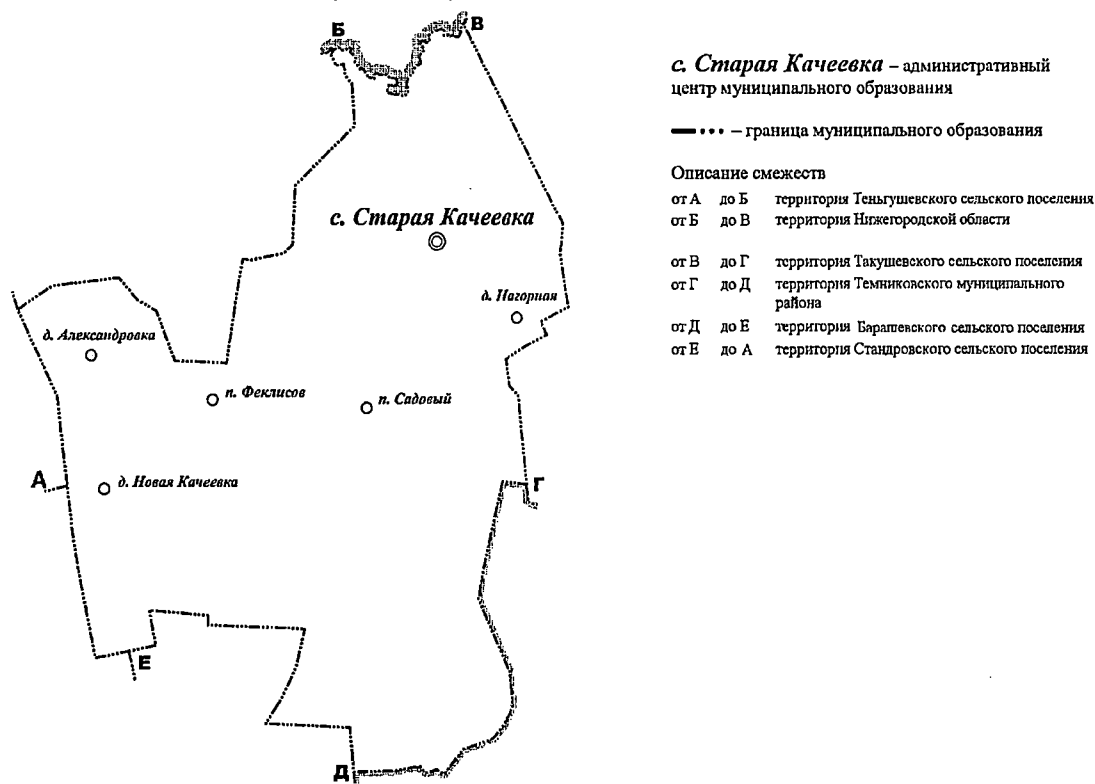 Б
В
с. Старая Качеевка
д. Нагорная
д. Александровка
п. Феклисов
п. Садовый
А
д. Новая Качеевка
Г
Е
Д
с. Старая Качеевка – административный
центр муниципального образования
– граница муниципального образования
Описание смежеств
от А до Б территория Теньгушевского сельского поселения
от Б до В территория Нижегородской области
от В до Г территория Такушевского сельского поселения
от Г до Д территория Темниковского муниципального
района
от Д до Е территория Барашевского сельского поселения
от Е до А территория Стандровского сельского поселения